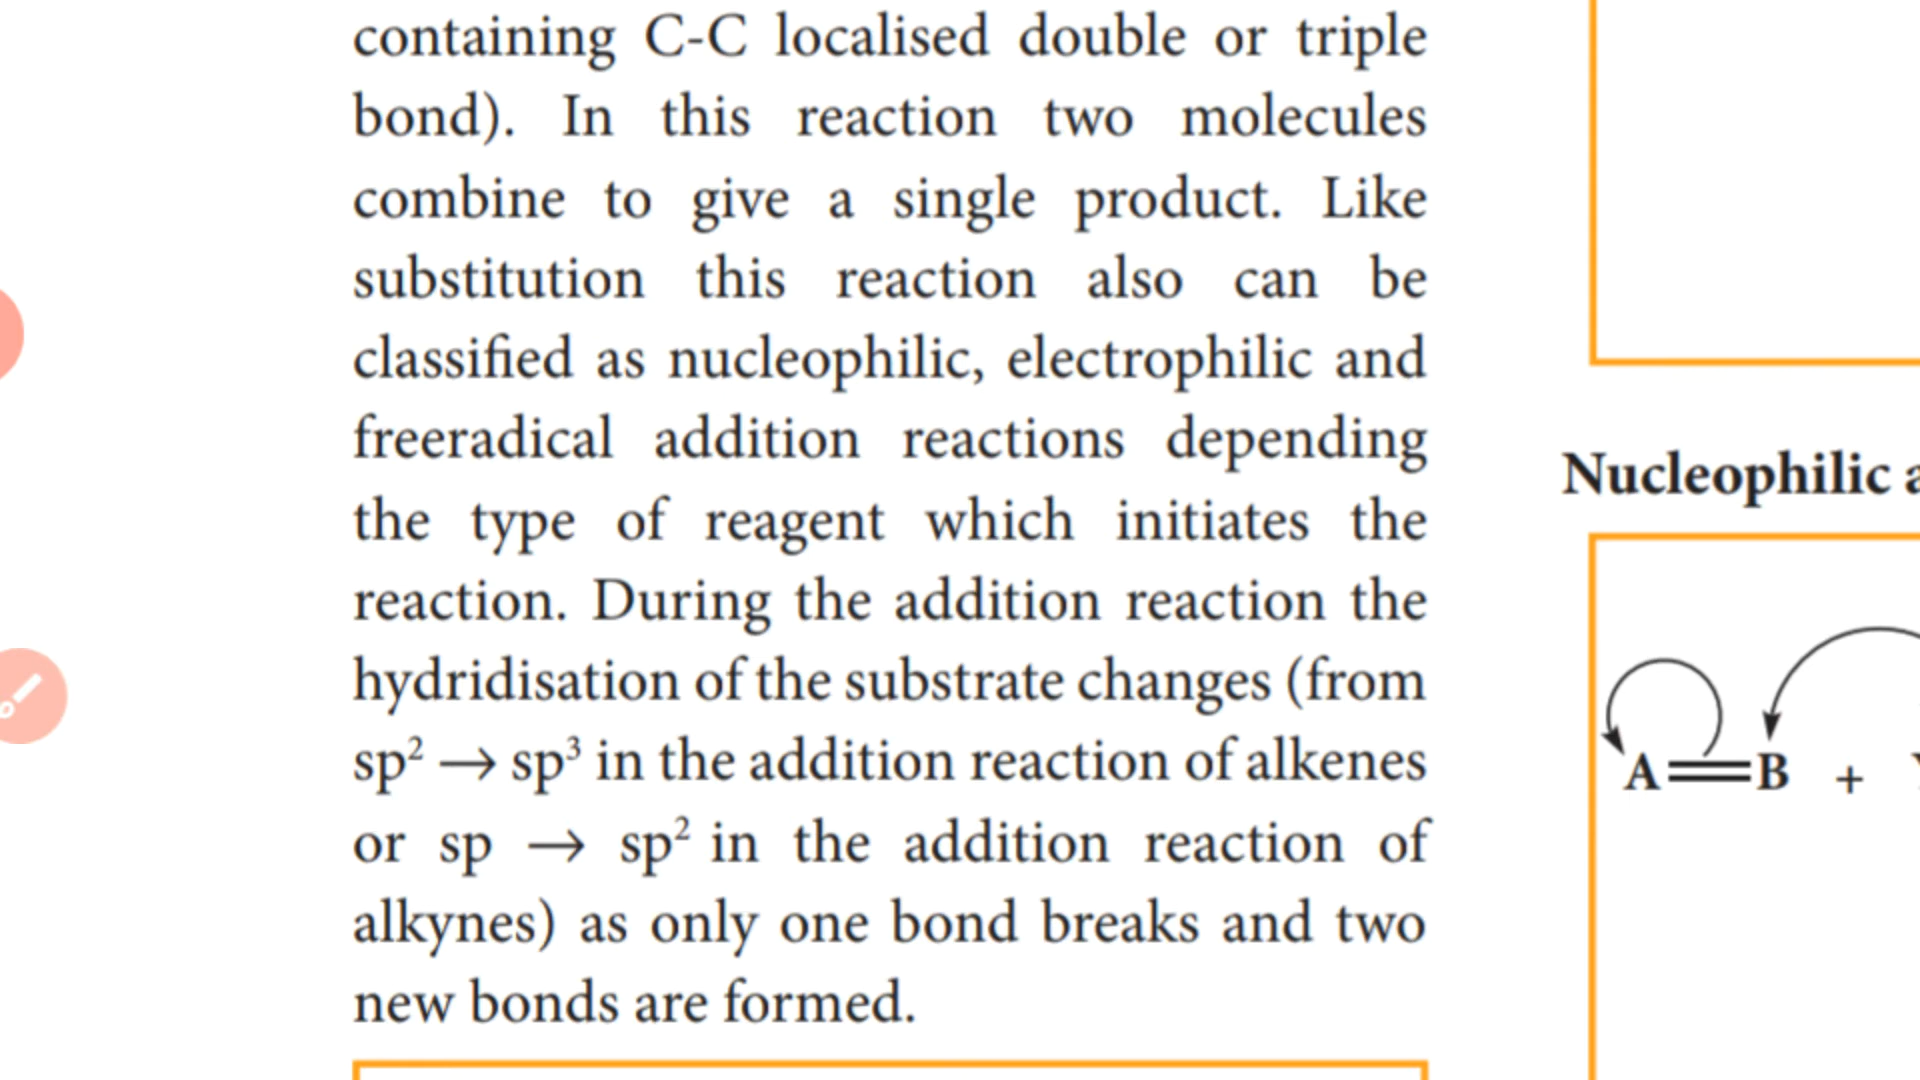 containing C-C localised double or triple
bond). In this reaction two molecules
combine to give a single product. Like
substitution this reaction also can be
classified as nucleophilic, electrophilic and
freeradical addition reactions depending
the type of reagent which initiates the
reaction. During the addition reaction the
hydridisation of the substrate changes (from
sp² → sp³ in the addition reaction of alkenes
or sp → sp² in the addition reaction of
alkynes) as only one bond breaks and two
new bonds are formed.
Nucleophilic
A=B +